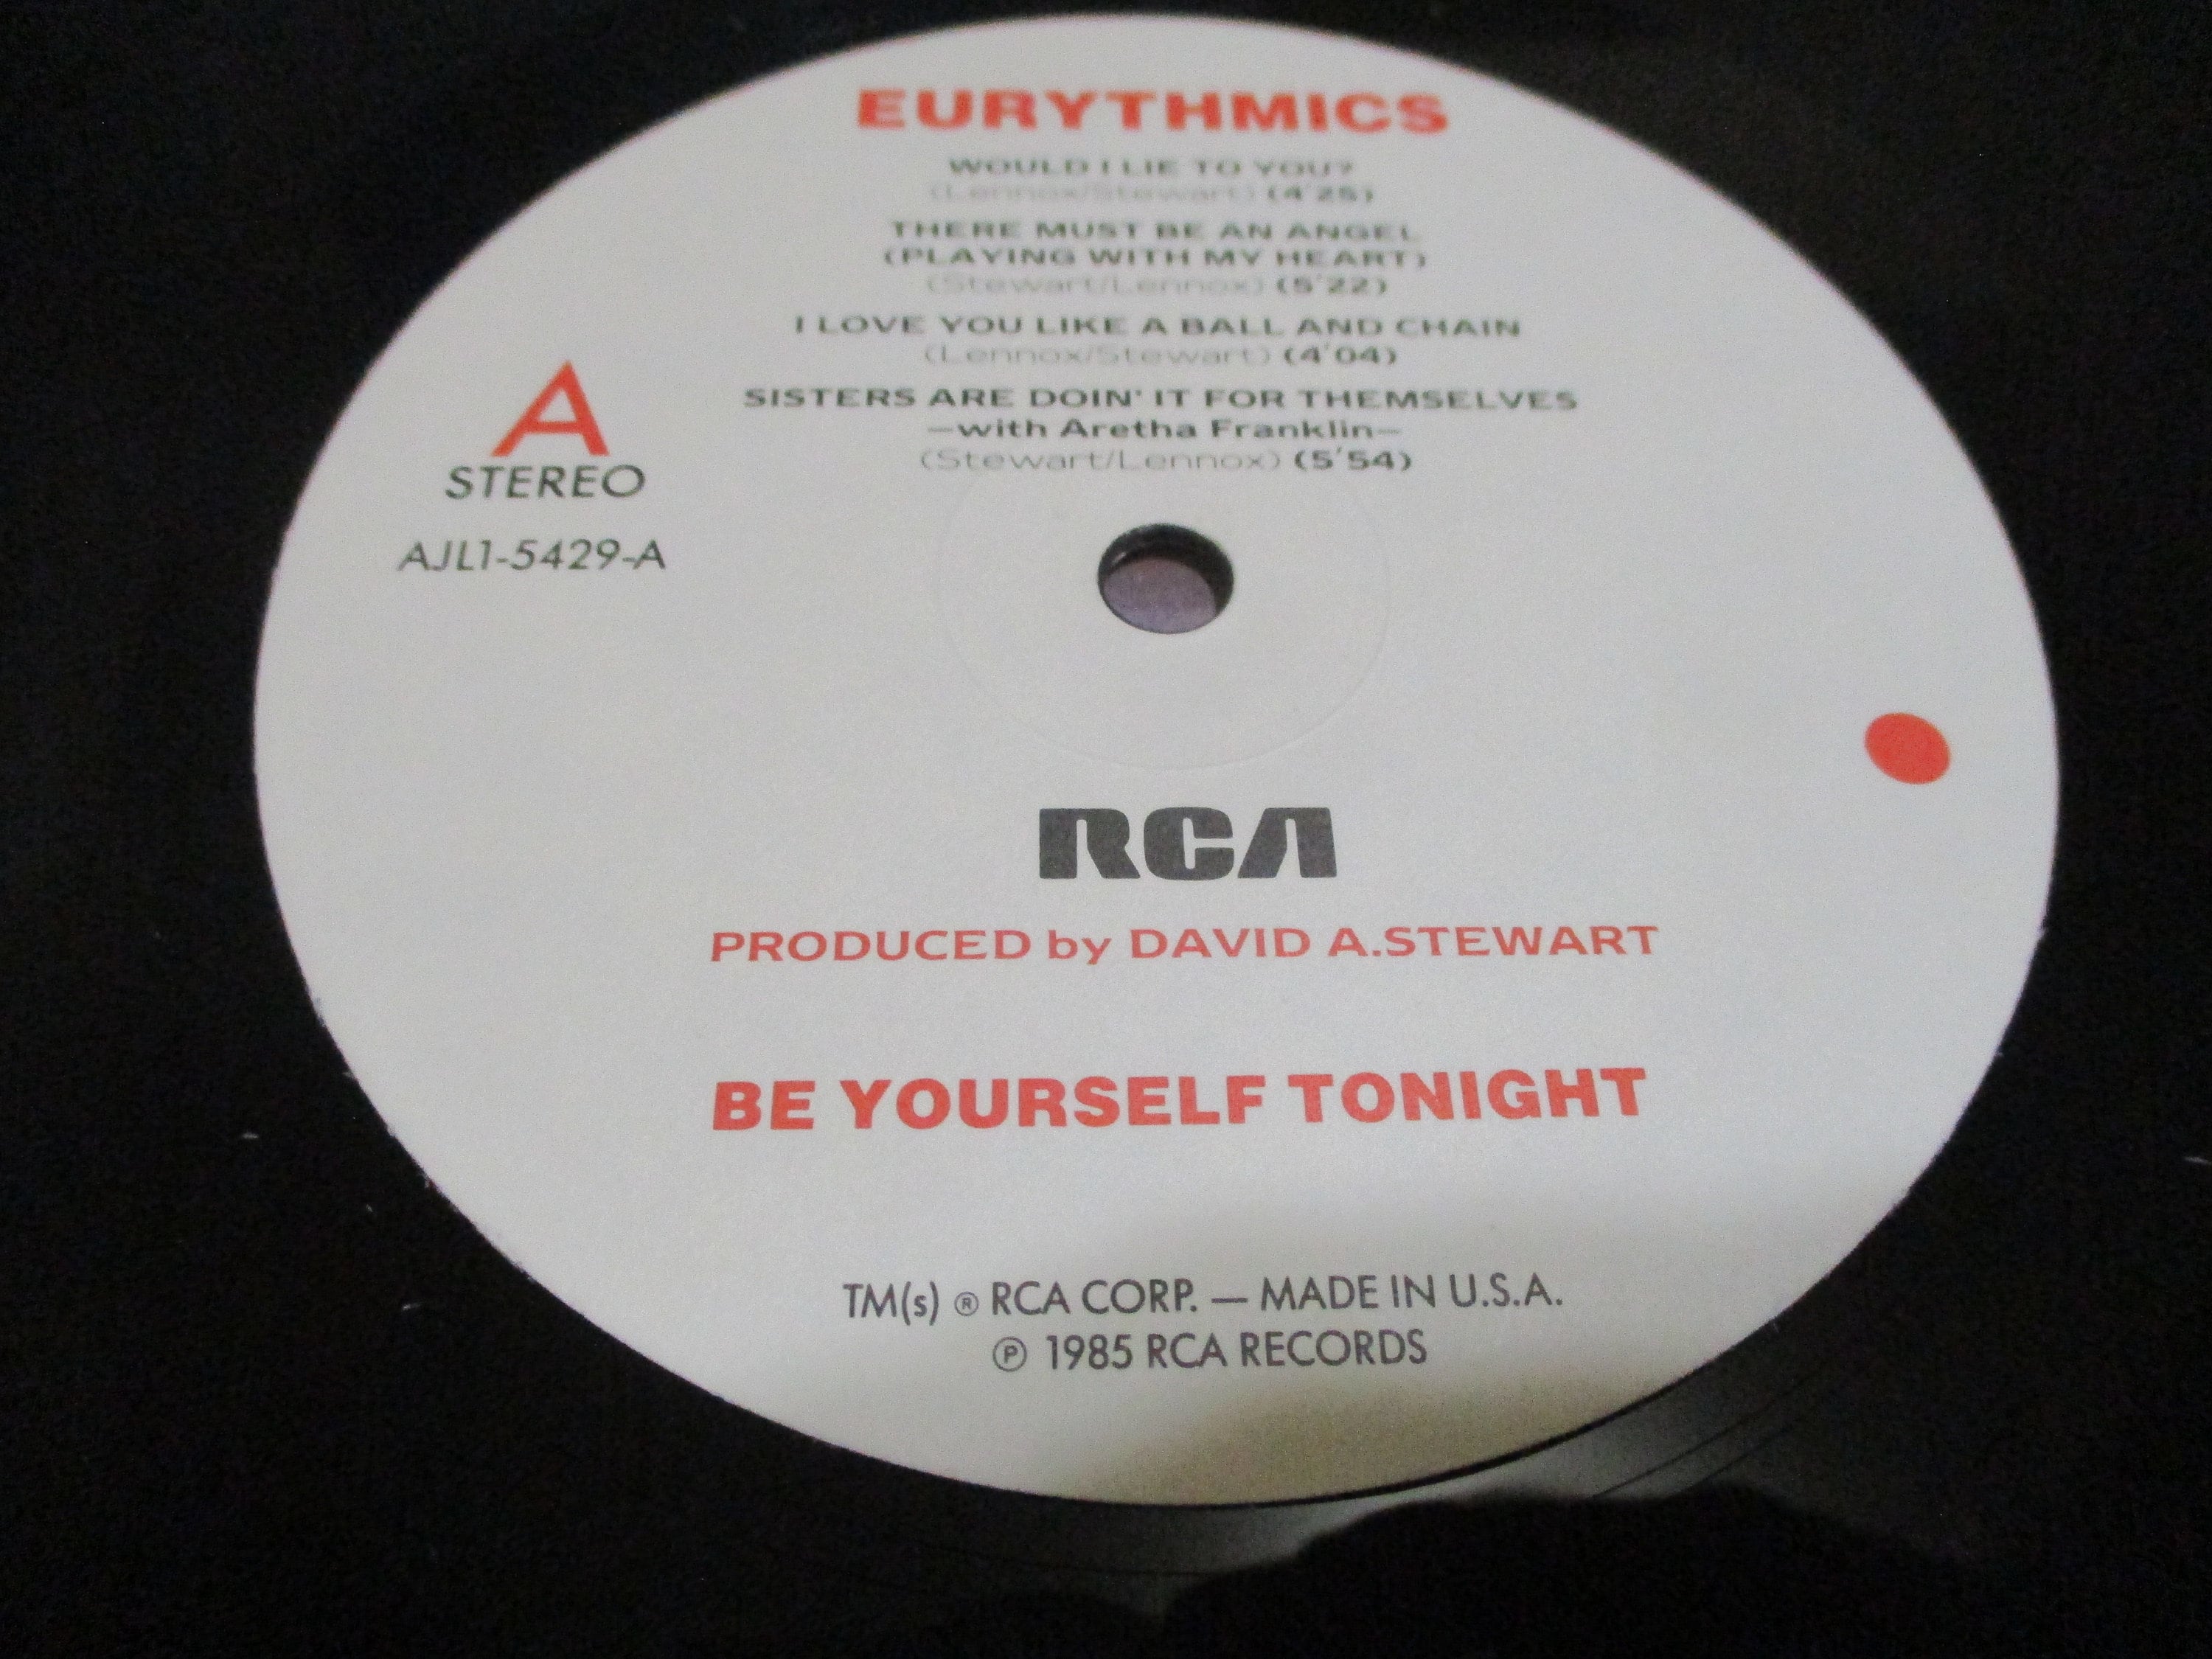 EURYTHMICS
WOULD I LIE TO YOU?
(Lennox/Stewart) (4'25)
THERE MUST BE AN ANGEL
(PLAYING WITH MY HEART)
(Stewart/Lennox) (5'22)
I LOVE YOU LIKE A BALL AND CHAIN
(Lennox/Stewart) (4'04)
SISTERS ARE DOIN' IT FOR THEMSELVES
—with Aretha Franklin—
(Stewart/Lennox) (5'54)
A
STEREO
AJL1-5429-A
RCA
PRODUCED by DAVID A.STEWART
BE YOURSELF TONIGHT
TM(s) ® RCA CORP. — MADE IN U.S.A.
℗ 1985 RCA RECORDS